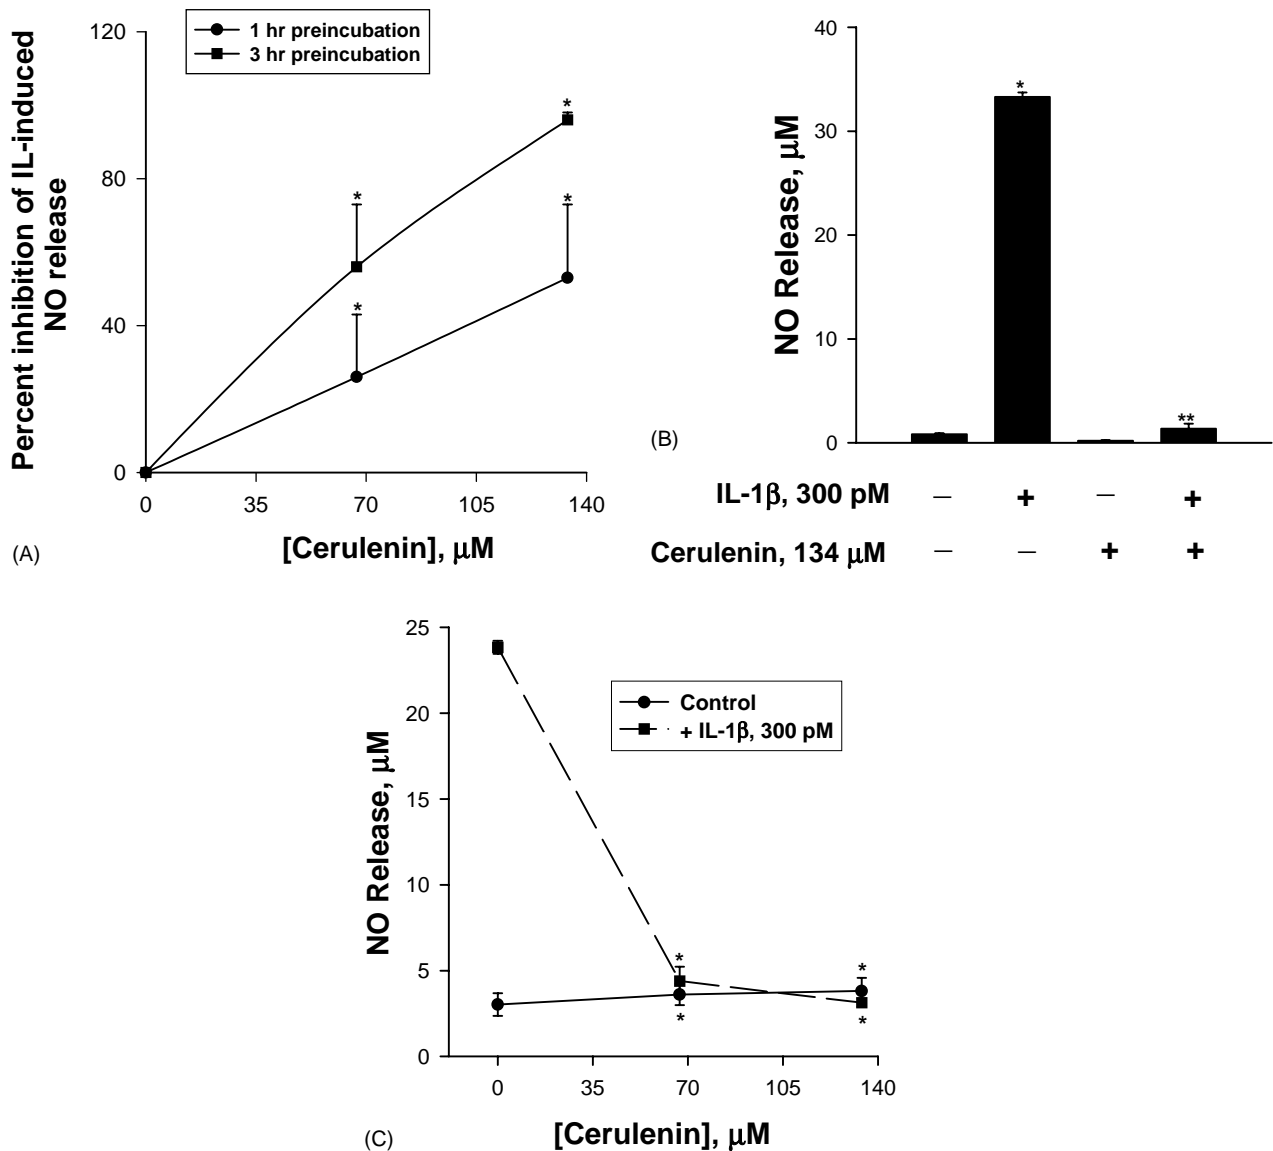 Percent inhibition of IL-induced
NO release
120
80
40
0
1 hr preincubation
3 hr preincubation
*
*
*
*
0 35 70 105 140
[Cerulenin], μM
(A)
NO Release, μM
40
30
20
10
0
*
**
(B)
IL-1β, 300 pM – + – +
Cerulenin, 134 μM – – + +
NO Release, μM
25
20
15
10
5
0
Control
+ IL-1β, 300 pM
* *
* *
0 35 70 105 140
[Cerulenin], μM
(C)